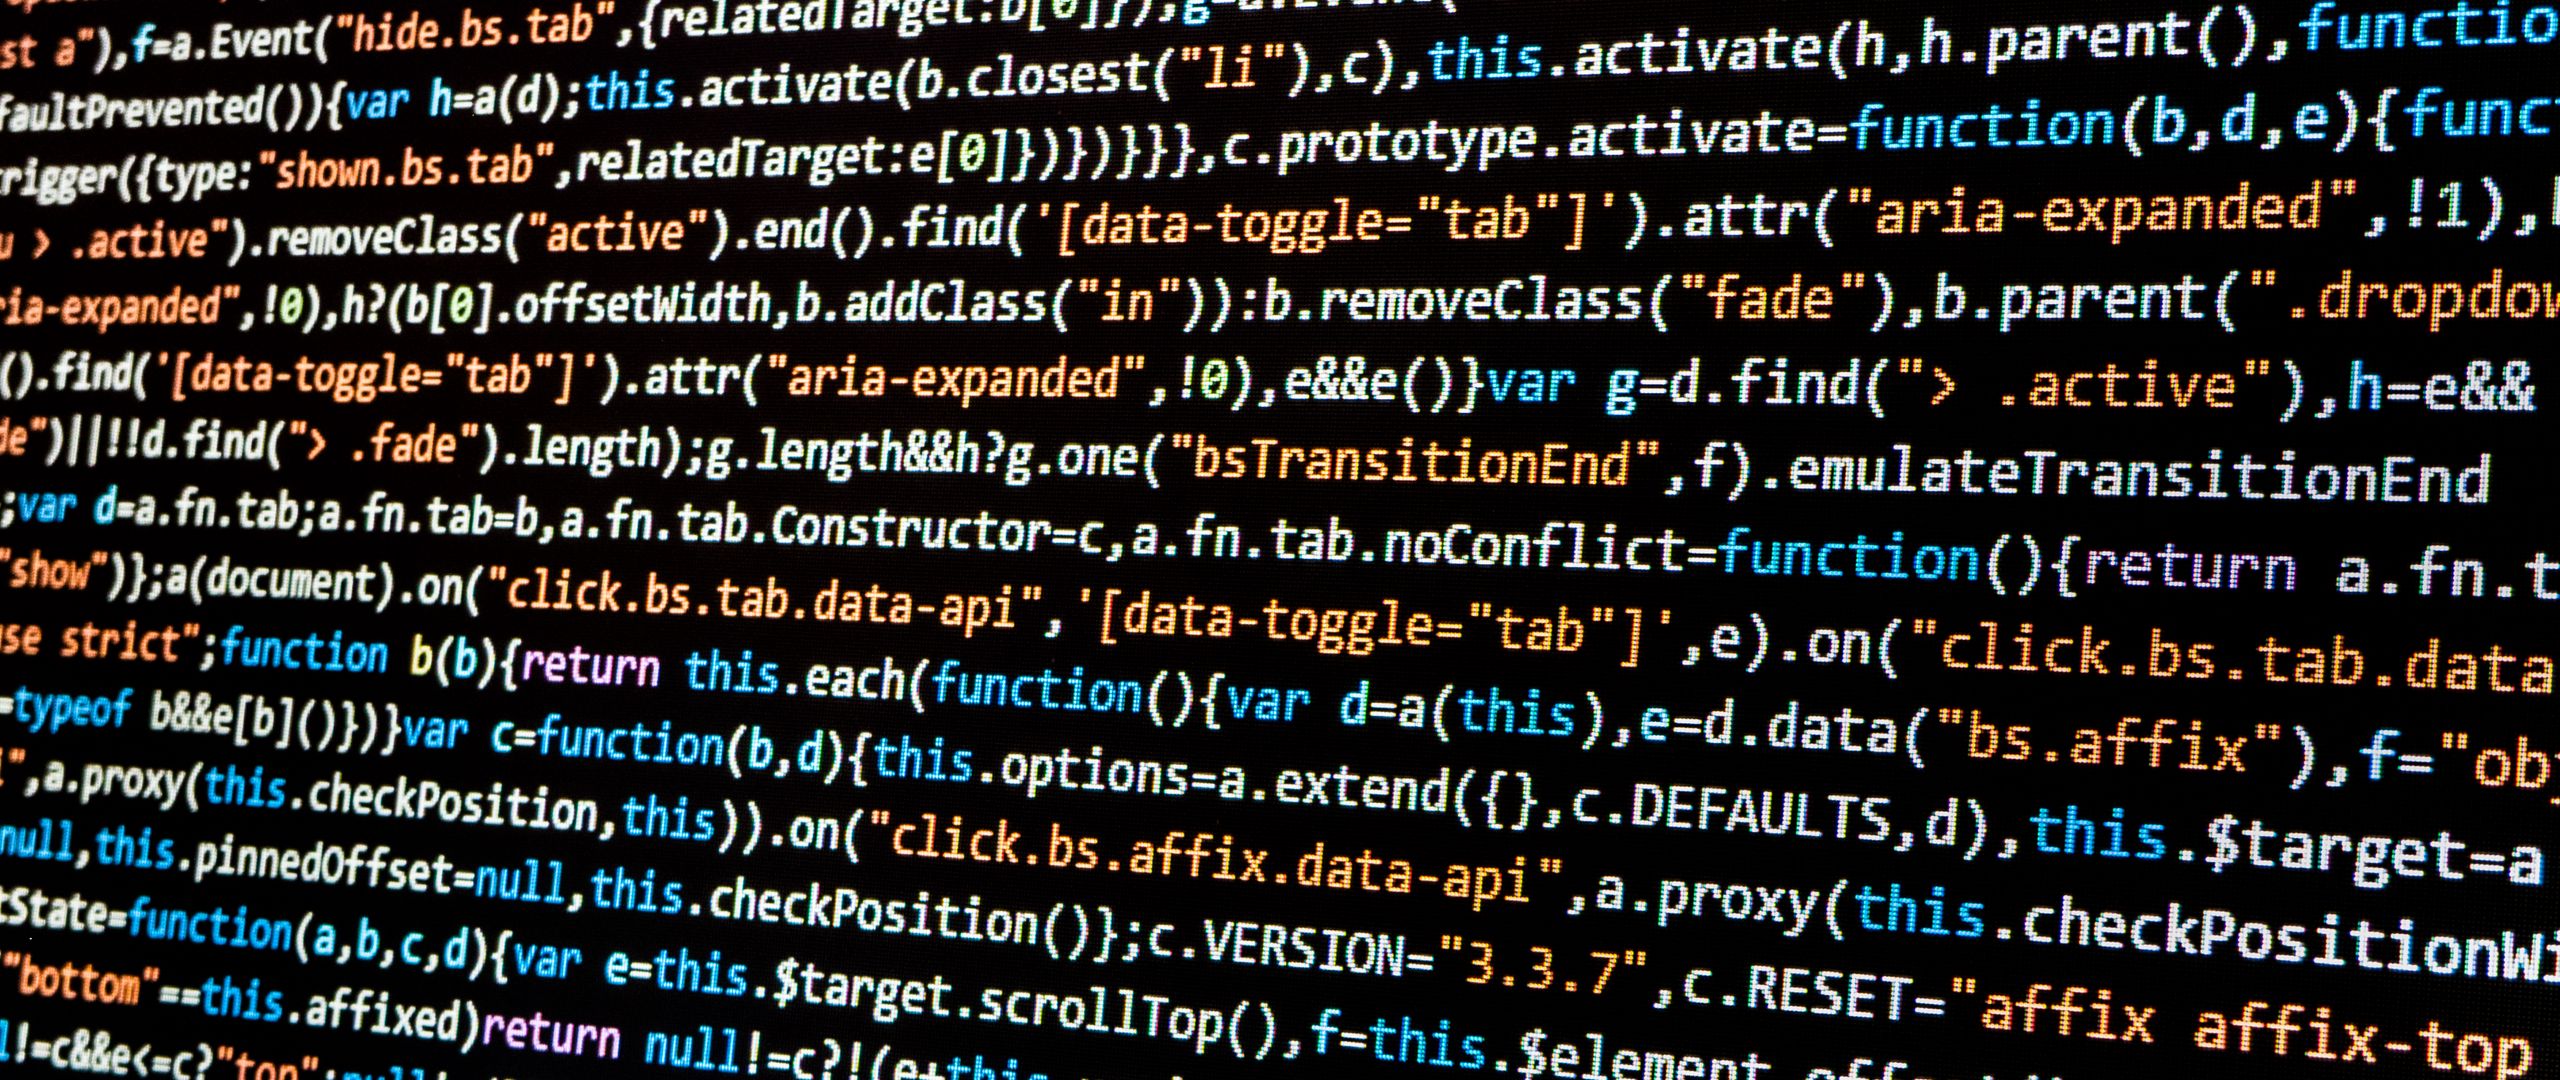 st a"),f=a.Event("hide.bs.tab",{relatedTarget:b[0]}),g=a.Event(
faultPrevented()){var h=a(d);this.activate(b.closest("li"),c),this.activate(h,h.parent(),functio
rigger({type:"shown.bs.tab",relatedTarget:e[0]})})}}},c.prototype.activate=function(b,d,e){func
u > .active").removeClass("active").end().find('[data-toggle="tab"]').attr("aria-expanded",!1),
ria-expanded",!0),h?(b[0].offsetWidth,b.addClass("in")):b.removeClass("fade"),b.parent(".dropdow
().find('[data-toggle="tab"]').attr("aria-expanded",!0),e&&e()}var g=d.find("> .active"),h=e&&
de")||!!d.find("> .fade").length);g.length&&h?g.one("bsTransitionEnd",f).emulateTransitionEnd
;var d=a.fn.tab;a.fn.tab=b,a.fn.tab.Constructor=c,a.fn.tab.noConflict=function(){return a.fn.t
"show")};a(document).on("click.bs.tab.data-api",'[data-toggle="tab"]',e).on("click.bs.tab.data
use strict";function b(b){return this.each(function(){var d=a(this),e=d.data("bs.affix"),f="obj
=typeof b&&e[b]()})}var c=function(b,d){this.options=a.extend({},c.DEFAULTS,d),this.$target=a
",a.proxy(this.checkPosition,this)).on("click.bs.affix.data-api",a.proxy(this.checkPositionWi
null,this.pinnedOffset=null,this.checkPosition()};c.VERSION="3.3.7",c.RESET="affix affix-top
tState=function(a,b,c,d){var e=this.$target.scrollTop(),f=this.$element.off
"bottom"==this.affixed)return null!=c?!(e+this
l!=c&&e<=c?"top":null